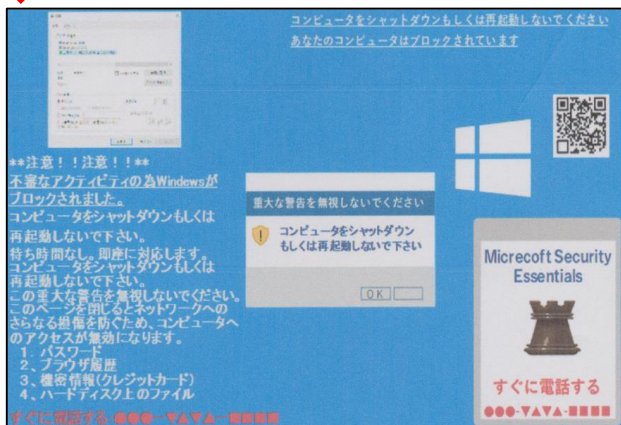 コンピュータをシャットダウンもしくは再起動しないでください
あなたのコンピュータはブロックされています
**注意！！注意！！**
不審なアクティビティの為Windowsが
ブロックされました。
コンピュータをシャットダウンもしくは
再起動しないで下さい。
待ち時間なし。即座に対応します。
コンピュータをシャットダウンもしくは
再起動しないで下さい。
この重大な警告を無視しないでください。
このページを閉じるとネットワークへの
さらなる損傷を防ぐため、コンピュータへ
のアクセスが無効になります。
1. パスワード
2、ブラウザ履歴
3、機密情報(クレジットカード)
4、ハードディスク上のファイル
すぐに電話する-●●●-▼▲▼▲-■■■■
重大な警告を無視しないでください
コンピュータをシャットダウン
もしくは再起動しないで下さい
OK
Mecrecoft Security
Essentials
すぐに電話する
●●●-▼▲▼▲-■■■■